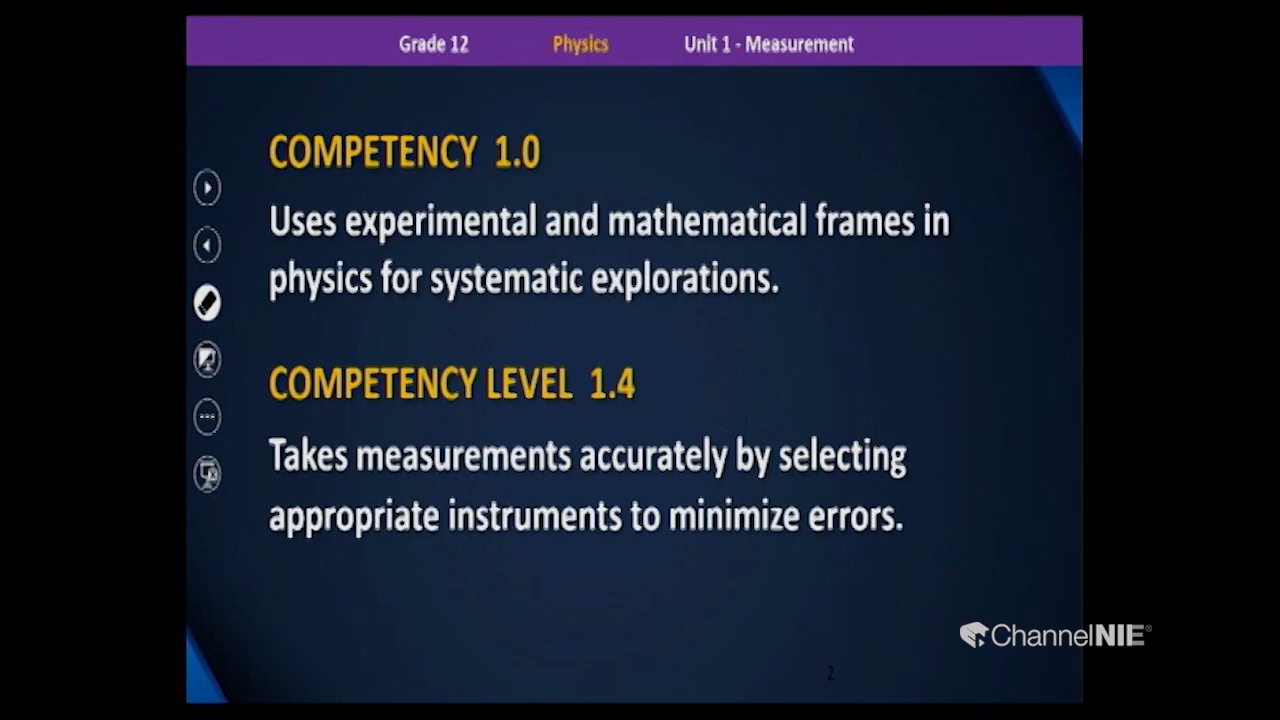 Grade 12 Physics Unit 1 - Measurement
COMPETENCY 1.0
Uses experimental and mathematical frames in
physics for systematic explorations.
COMPETENCY LEVEL 1.4
Takes measurements accurately by selecting
appropriate instruments to minimize errors.
ChannelNIE®
2